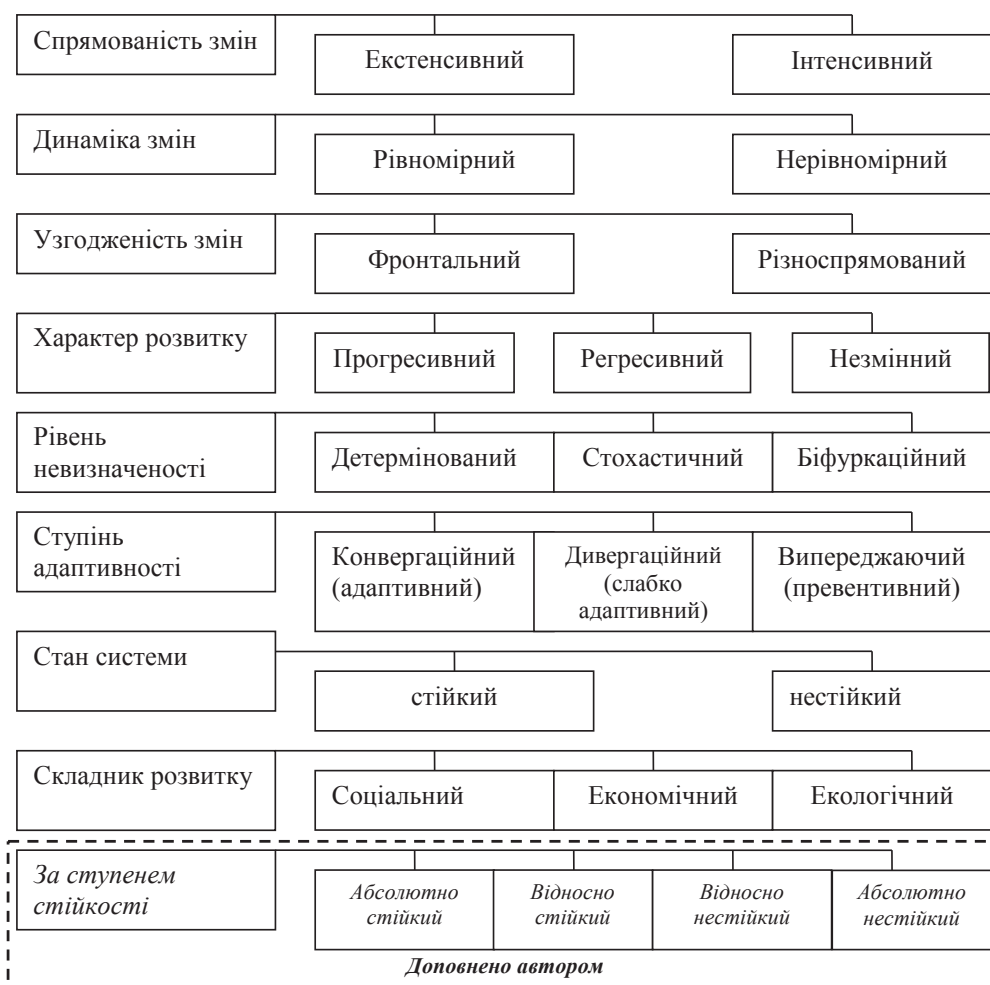 Спрямованість змін
Екстенсивний
Інтенсивний
Динаміка змін
Рівномірний
Нерівномірний
Узгодженість змін
Фронтальний
Різноспрямований
Характер розвитку
Прогресивний
Регресивний
Незмінний
Рівень
невизначеності
Детермінований
Стохастичний
Біфуркаційний
Ступінь
адаптивності
Конвергаційний
(адаптивний)
Дивергаційний
(слабко
адаптивний)
Випереджаючий
(превентивний)
Стан системи
стійкий
нестійкий
Складник розвитку
Соціальний
Економічний
Екологічний
За ступенем
стійкості
Абсолютно
стійкий
Відносно
стійкий
Відносно
нестійкий
Абсолютно
нестійкий
Доповнено автором